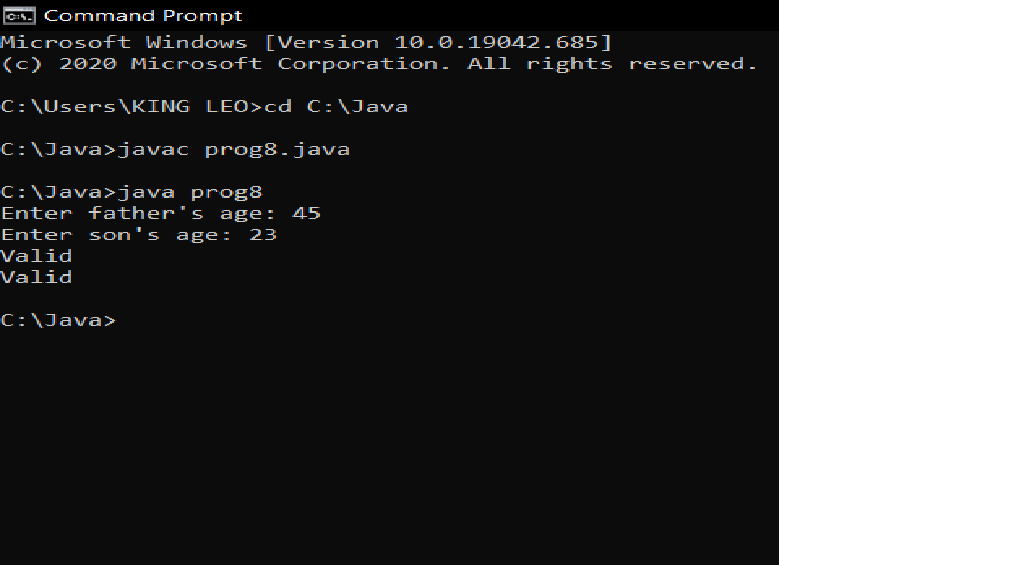 Command Prompt
Microsoft Windows [Version 10.0.19042.685]
(c) 2020 Microsoft Corporation. All rights reserved.
C:\Users\KING LEO>cd C:\Java
C:\Java>javac prog8.java
C:\Java>java prog8
Enter father's age: 45
Enter son's age: 23
Valid
Valid
C:\Java>